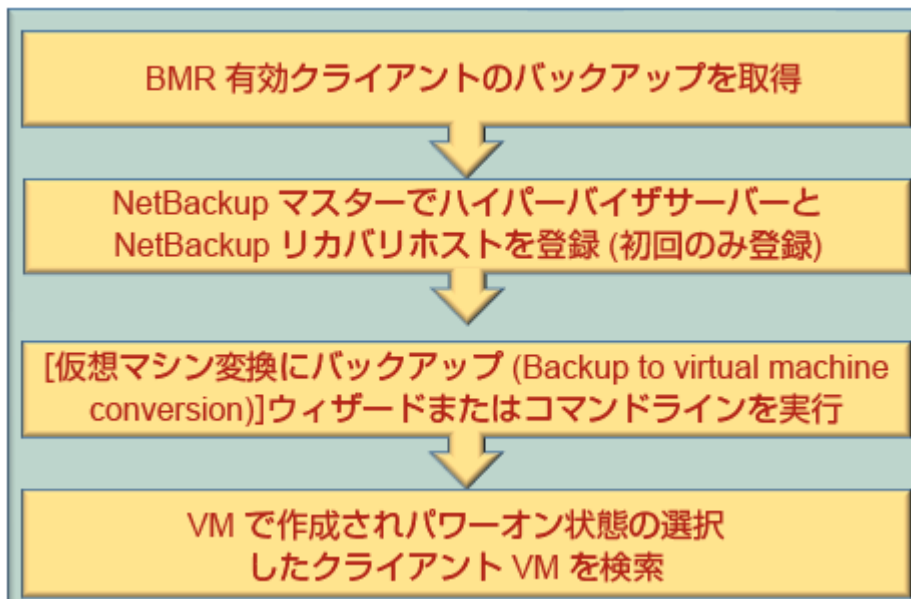 BMR 有効クライアントのバックアップを取得
NetBackup マスターでハイパーバイザサーバーと
NetBackup リカバリホストを登録 (初回のみ登録)
[仮想マシン変換にバックアップ (Backup to virtual machine
conversion)]ウィザードまたはコマンドラインを実行
VM で作成されパワーオン状態の選択
したクライアント VM を検索